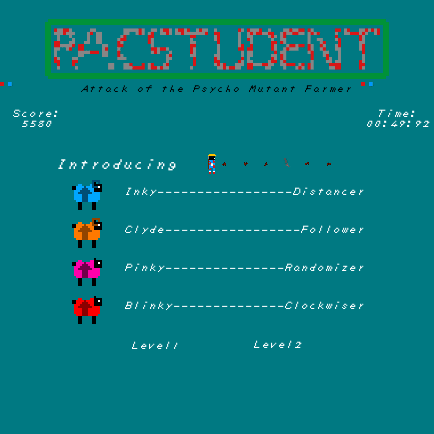 PACSTUDENT
Attack of the Psycho Mutant Farmer
Score: Time:
5580 00:49:92
Introducing
Inky-----------------Distancer
Clyde-----------------Follower
Pinky---------------Randomizer
Blinky--------------Clockwiser
Level1 Level2